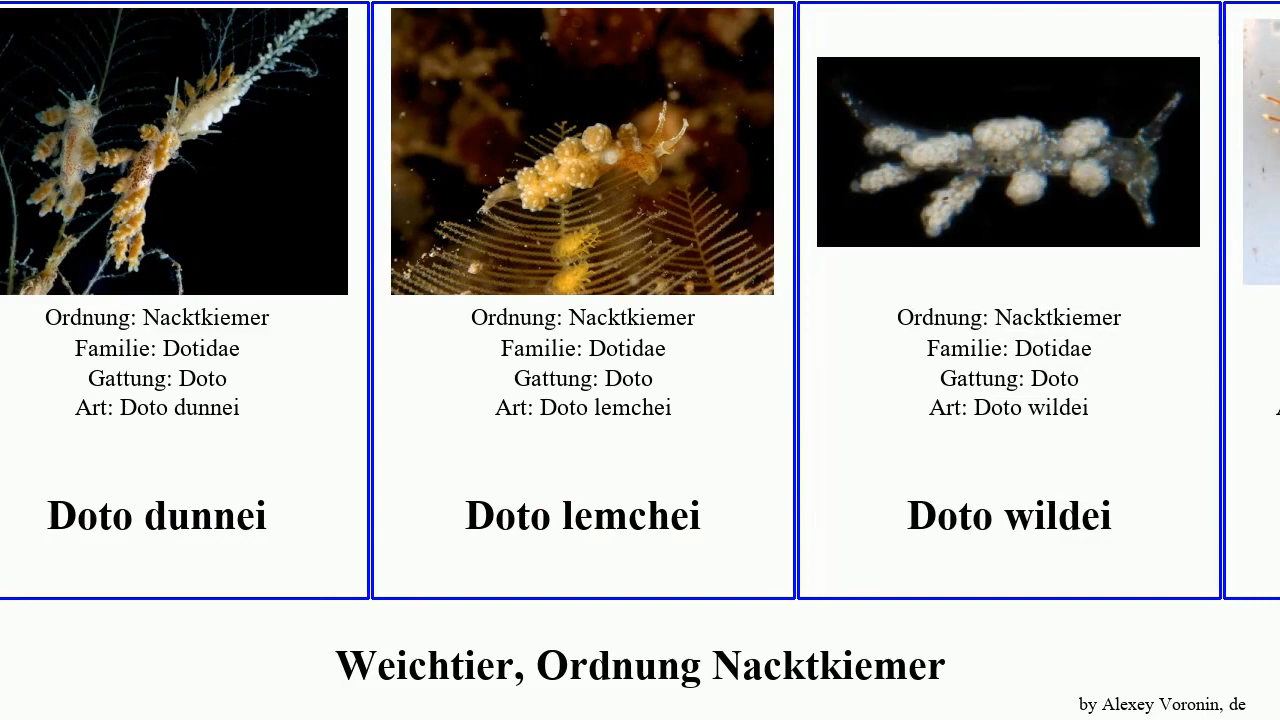 Ordnung: Nacktkiemer
Familie: Dotidae
Gattung: Doto
Art: Doto dunnei
Doto dunnei
Ordnung: Nacktkiemer
Familie: Dotidae
Gattung: Doto
Art: Doto lemchei
Doto lemchei
Ordnung: Nacktkiemer
Familie: Dotidae
Gattung: Doto
Art: Doto wildei
Doto wildei
Weichtier, Ordnung Nacktkiemer
by Alexey Voronin, de